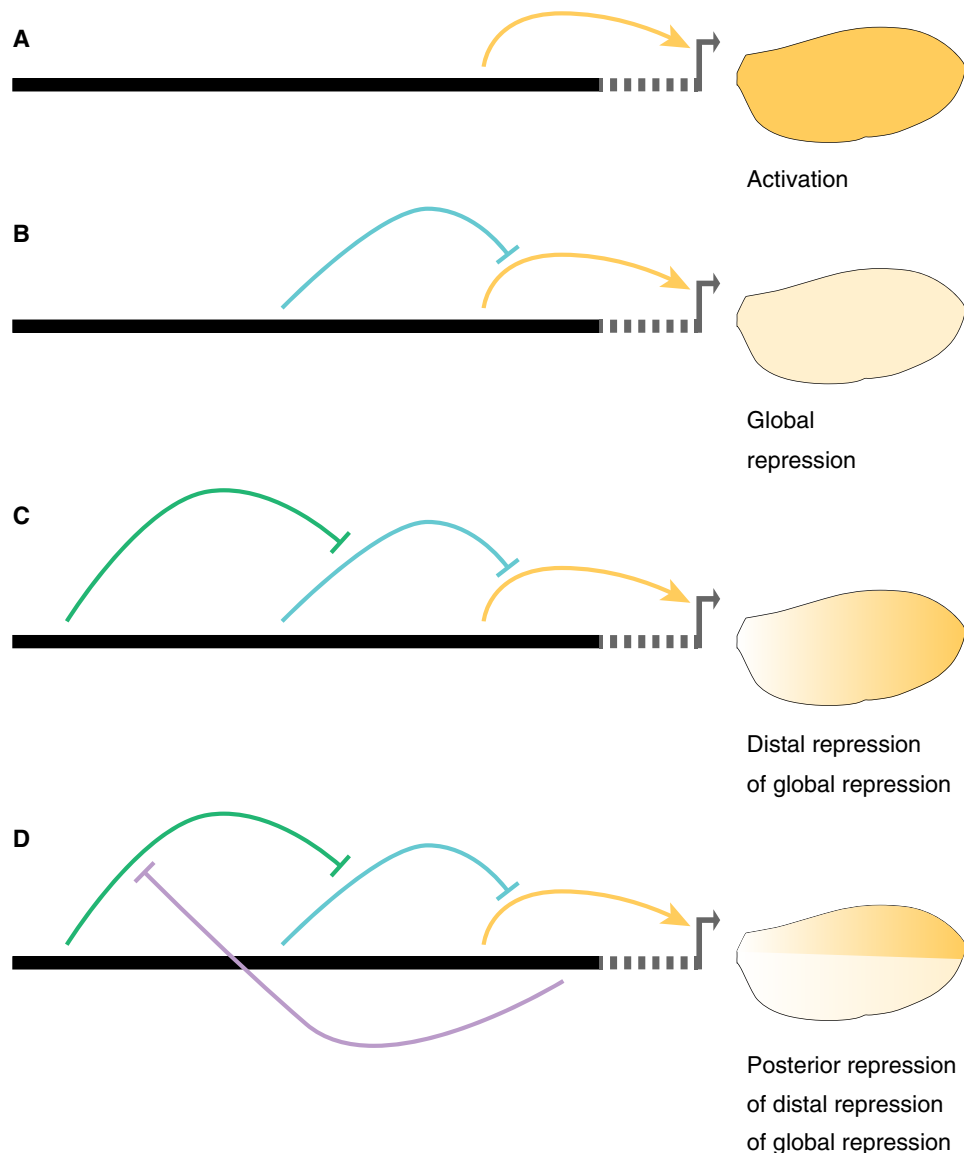 A
Activation
B
Global
repression
C
Distal repression
of global repression
D
Posterior repression
of distal repression
of global repression